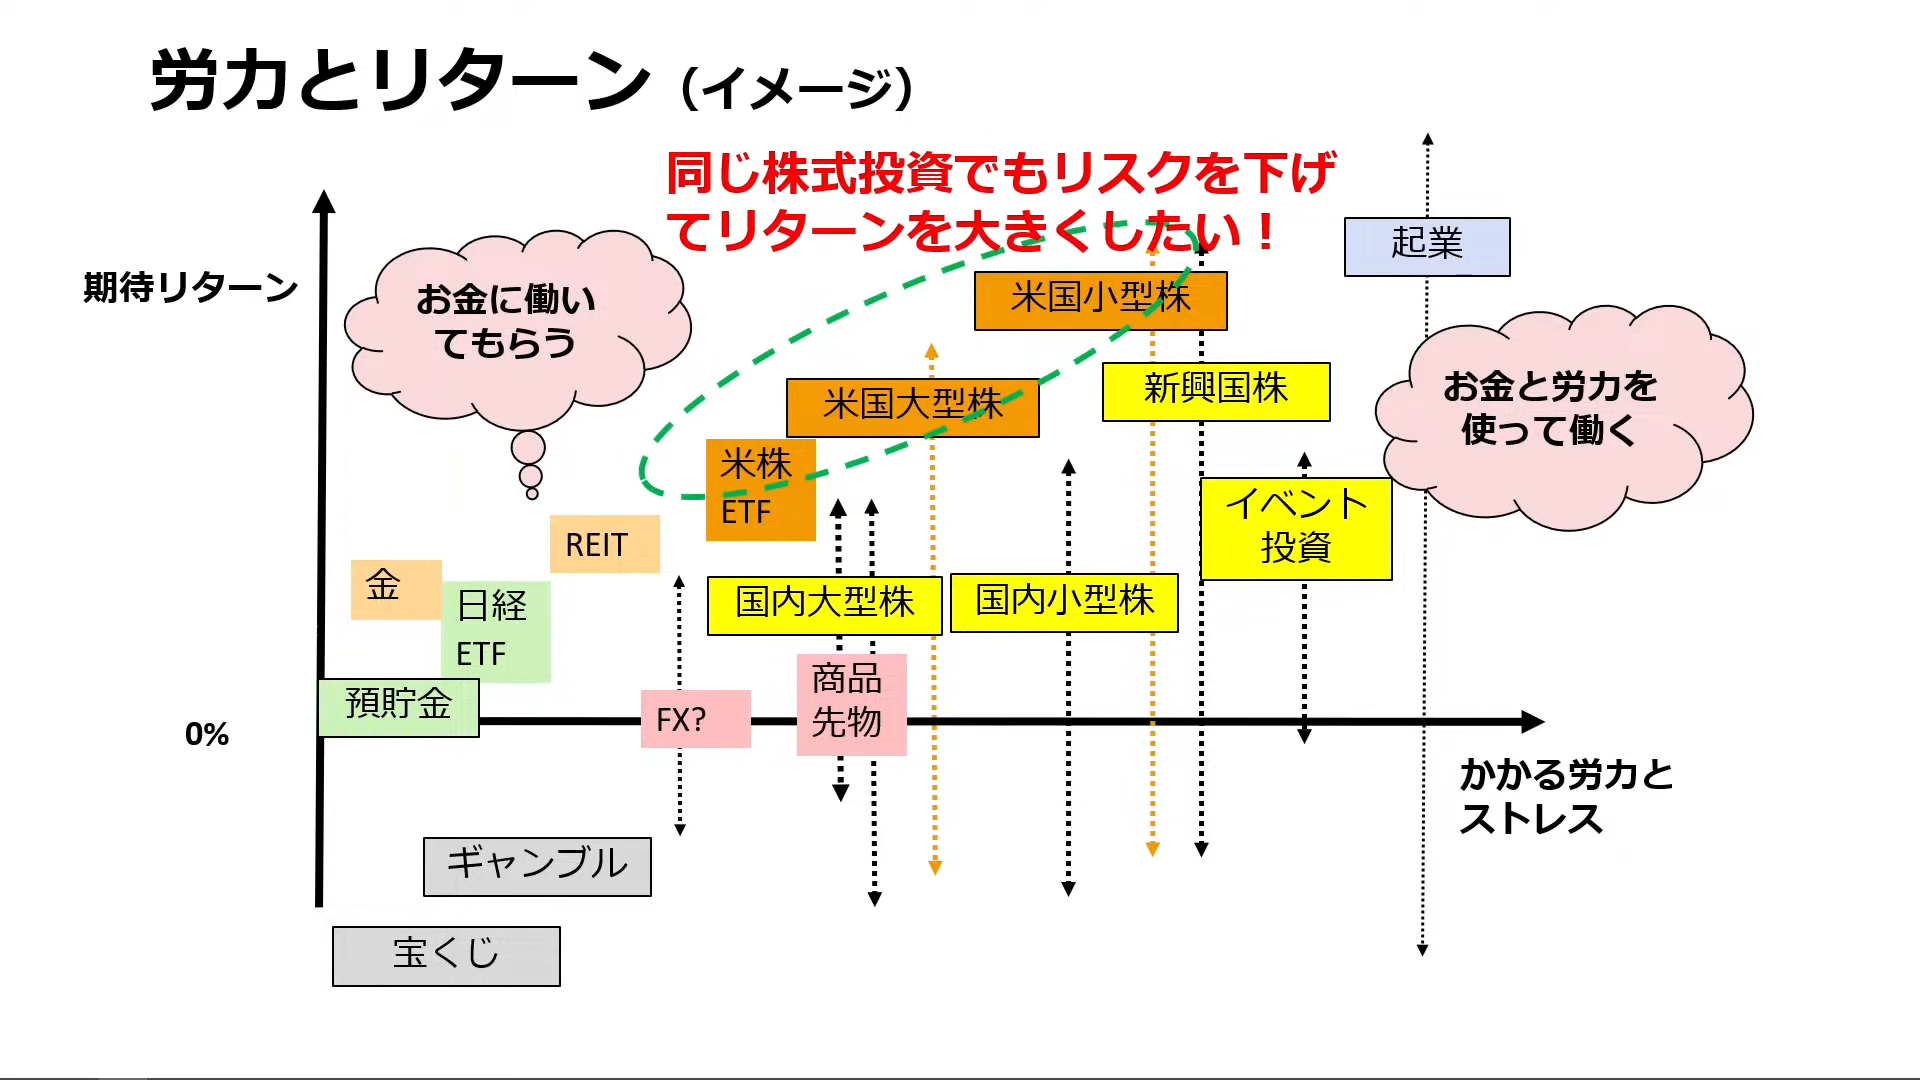 労力とリターン（イメージ）
同じ株式投資でもリスクを下げ
てリターンを大きくしたい！
期待リターン
お金に働い
てもらう
起業
米国小型株
お金と労力を
使って働く
米国大型株
新興国株
米株
ETF
イベント
投資
REIT
金
日経
ETF
国内大型株
国内小型株
預貯金
商品
先物
FX?
0%
かかる労力と
ストレス
ギャンブル
宝くじ